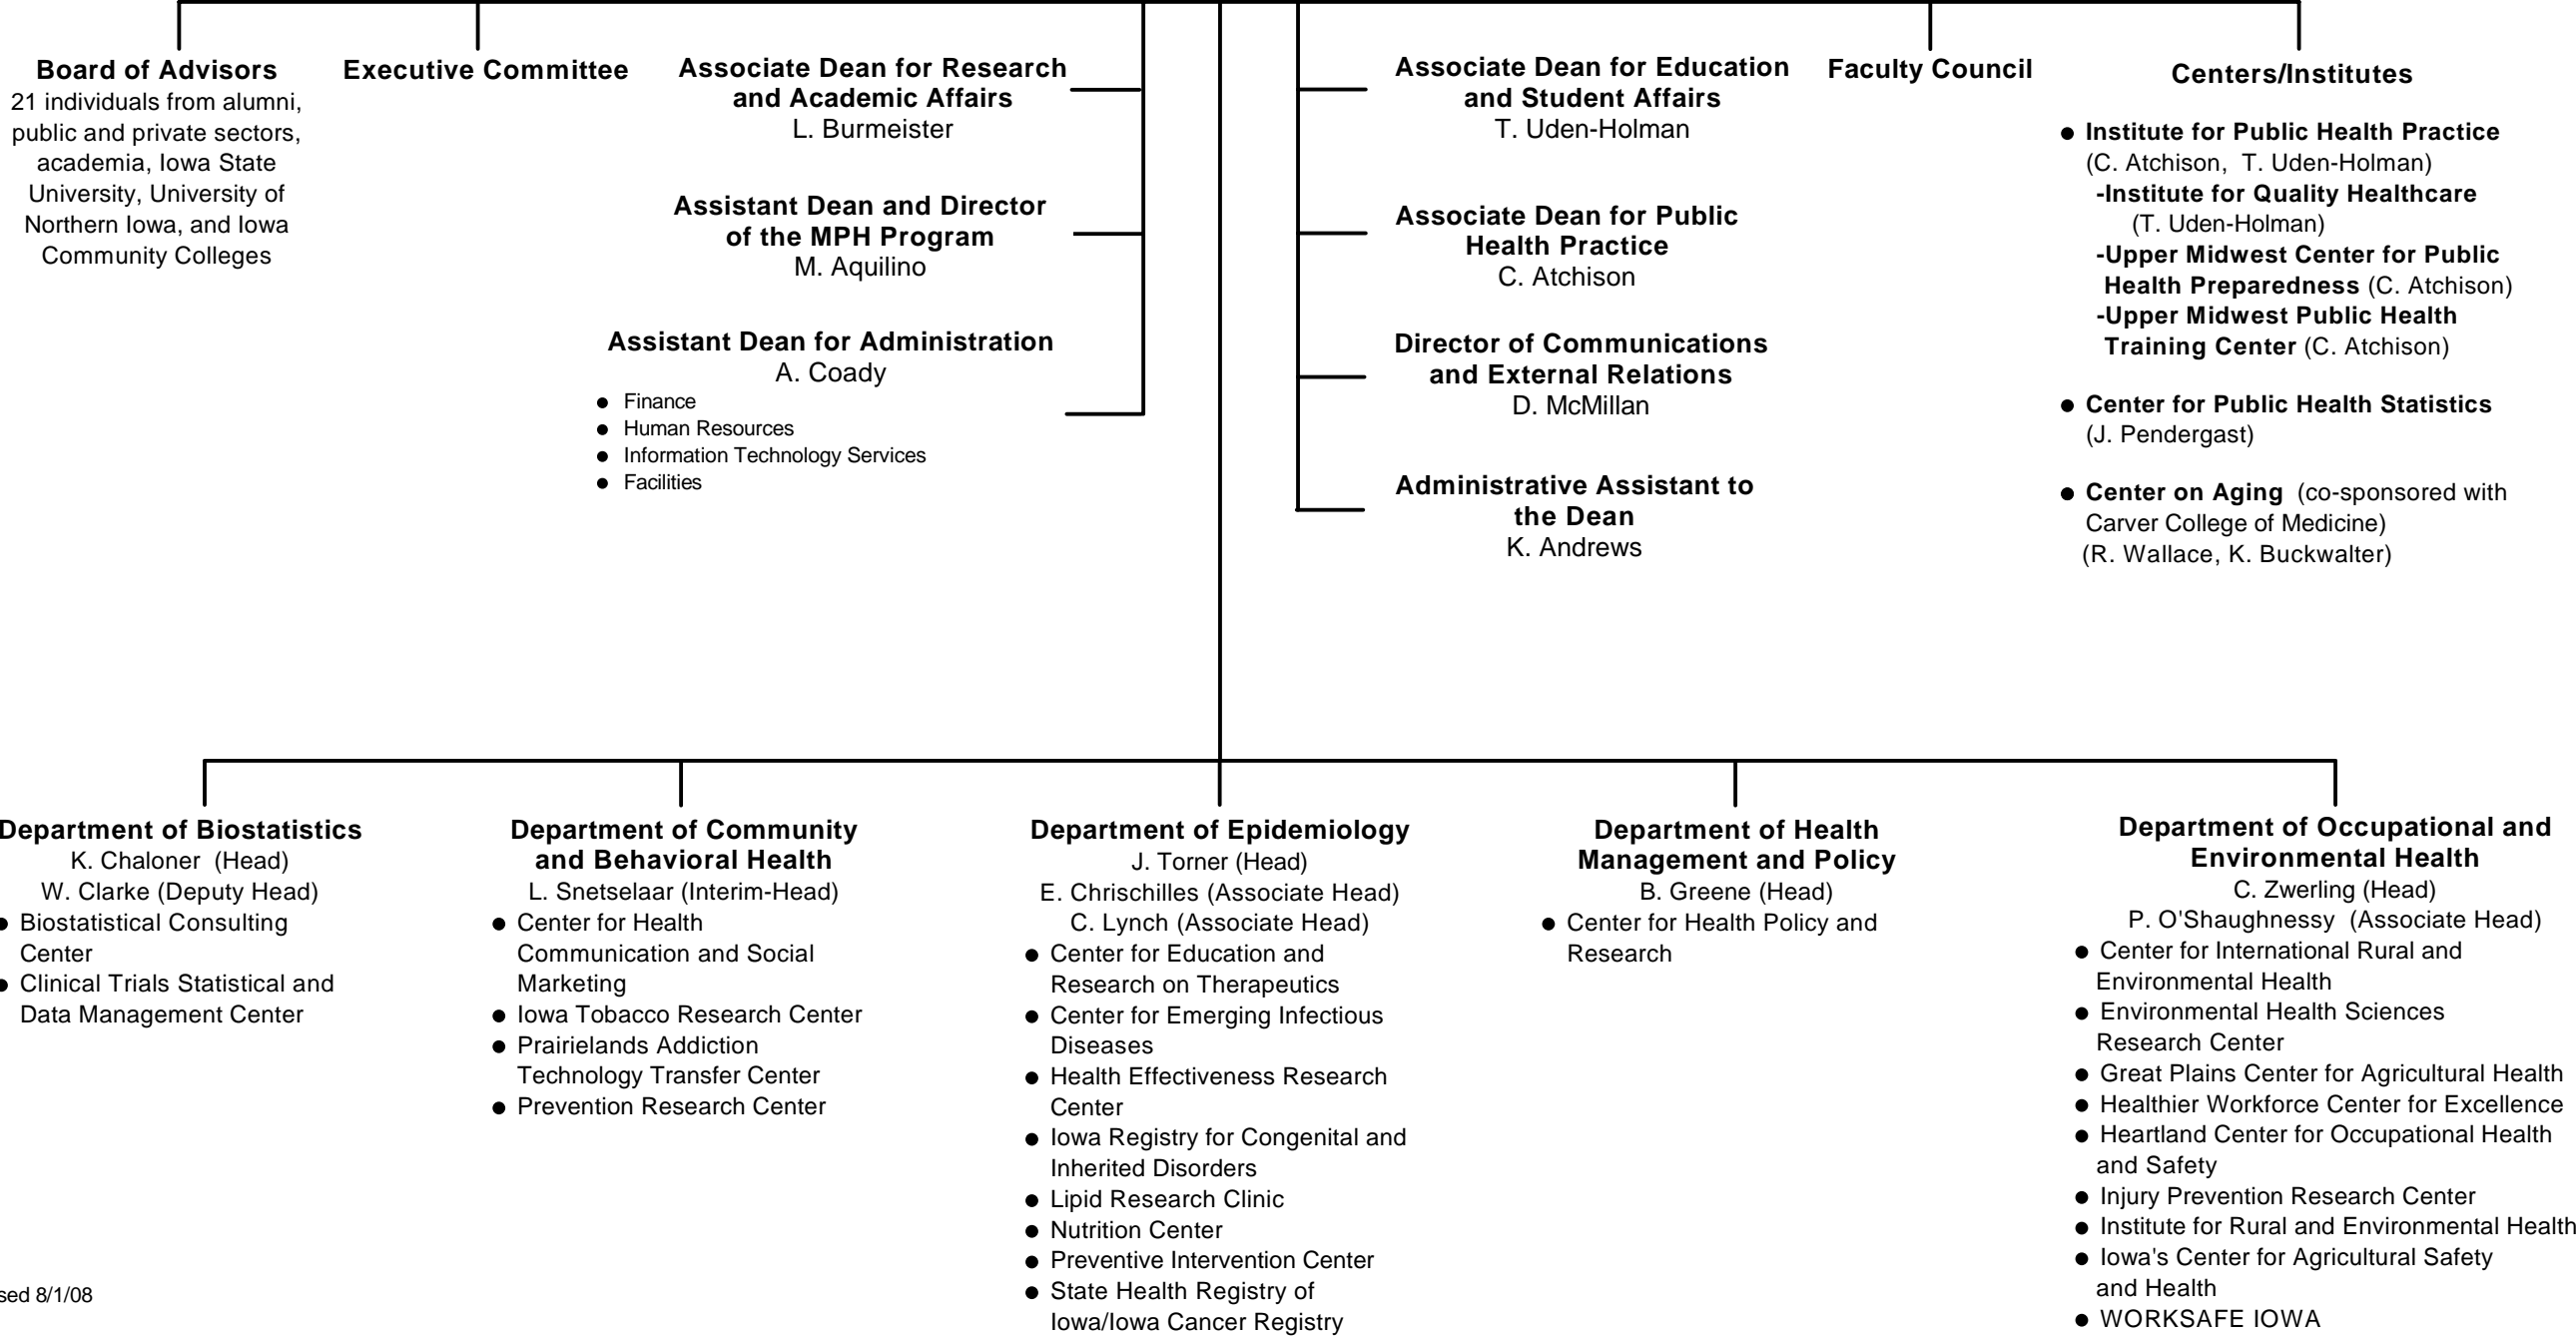 Board of Advisors
21 individuals from alumni,
public and private sectors,
academia, Iowa State
University, University of
Northern Iowa, and Iowa
Community Colleges
Executive Committee
Associate Dean for Research
and Academic Affairs
L. Burmeister
Assistant Dean and Director
of the MPH Program
M. Aquilino
Assistant Dean for Administration
A. Coady
● Finance
● Human Resources
● Information Technology Services
● Facilities
Associate Dean for Education
and Student Affairs
T. Uden-Holman
Associate Dean for Public
Health Practice
C. Atchison
Director of Communications
and External Relations
D. McMillan
Administrative Assistant to
the Dean
K. Andrews
Faculty Council
Centers/Institutes
● Institute for Public Health Practice
(C. Atchison, T. Uden-Holman)
-Institute for Quality Healthcare
(T. Uden-Holman)
-Upper Midwest Center for Public
Health Preparedness (C. Atchison)
-Upper Midwest Public Health
Training Center (C. Atchison)
● Center for Public Health Statistics
(J. Pendergast)
● Center on Aging (co-sponsored with
Carver College of Medicine)
(R. Wallace, K. Buckwalter)
Department of Biostatistics
K. Chaloner (Head)
W. Clarke (Deputy Head)
● Biostatistical Consulting
Center
● Clinical Trials Statistical and
Data Management Center
Department of Community
and Behavioral Health
L. Snetselaar (Interim-Head)
● Center for Health
Communication and Social
Marketing
● Iowa Tobacco Research Center
● Prairielands Addiction
Technology Transfer Center
● Prevention Research Center
Department of Epidemiology
J. Torner (Head)
E. Chrischilles (Associate Head)
C. Lynch (Associate Head)
● Center for Education and
Research on Therapeutics
● Center for Emerging Infectious
Diseases
● Health Effectiveness Research
Center
● Iowa Registry for Congenital and
Inherited Disorders
● Lipid Research Clinic
● Nutrition Center
● Preventive Intervention Center
● State Health Registry of
Iowa/Iowa Cancer Registry
Department of Health
Management and Policy
B. Greene (Head)
● Center for Health Policy and
Research
Department of Occupational and
Environmental Health
C. Zwerling (Head)
P. O'Shaughnessy (Associate Head)
● Center for International Rural and
Environmental Health
● Environmental Health Sciences
Research Center
● Great Plains Center for Agricultural Health
● Healthier Workforce Center for Excellence
● Heartland Center for Occupational Health
and Safety
● Injury Prevention Research Center
● Institute for Rural and Environmental Health
● Iowa's Center for Agricultural Safety
and Health
● WORKSAFE IOWA
sed 8/1/08